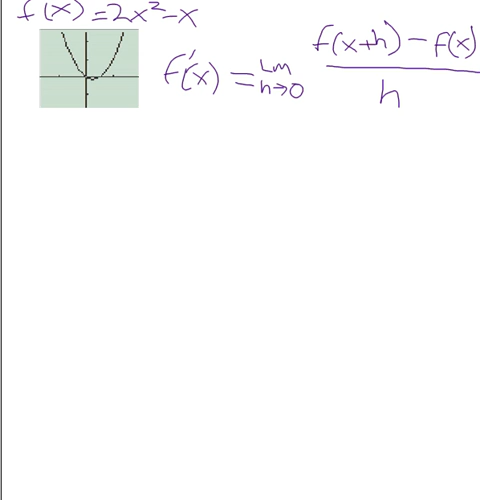 f(x) = 2x² - x
f'(x) = lim h→0 f(x+h) - f(x) / h